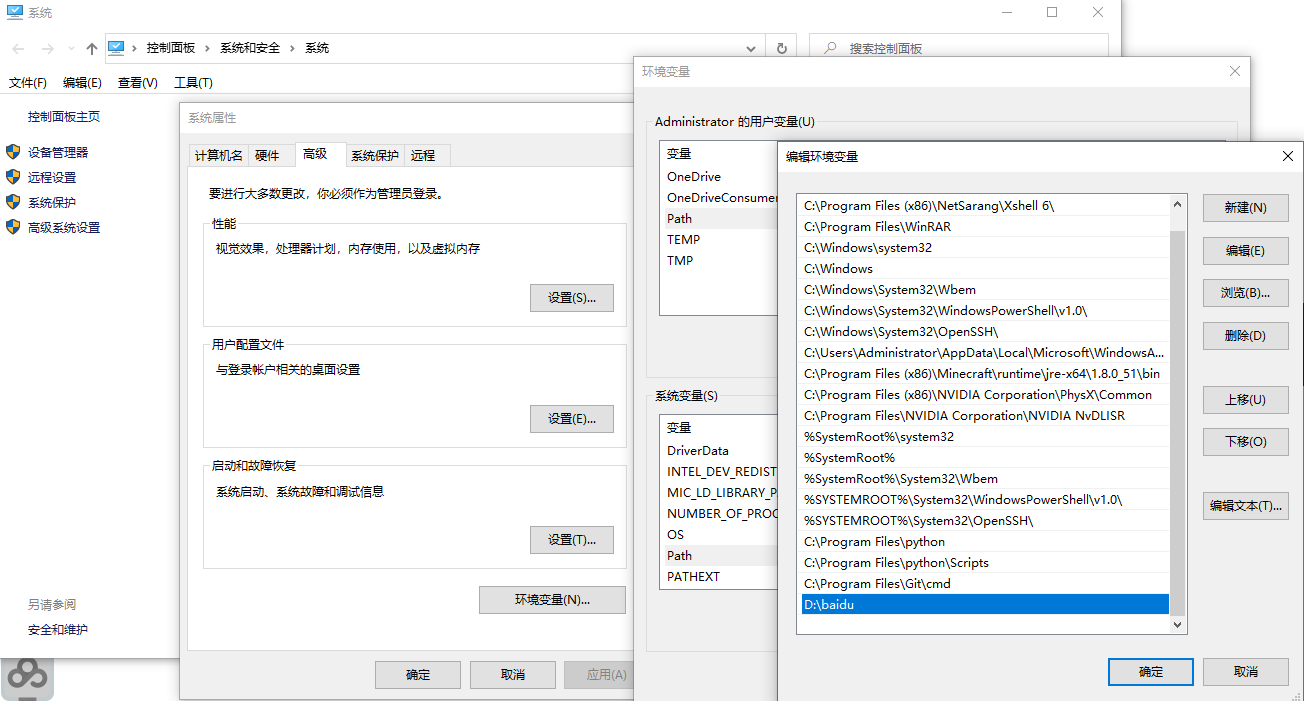 系统
控制面板 系统和安全 系统
搜索控制面板
文件(F) 编辑(E) 查看(V) 工具(T)
控制面板主页
设备管理器
远程设置
系统保护
高级系统设置
另请参阅
安全和维护
系统属性
计算机名 硬件 高级 系统保护 远程
要进行大多数更改，你必须作为管理员登录。
性能
视觉效果，处理器计划，内存使用，以及虚拟内存
设置(S)...
用户配置文件
与登录帐户相关的桌面设置
设置(E)...
启动和故障恢复
系统启动、系统故障和调试信息
设置(T)...
环境变量(N)...
确定 取消 应用(A)
环境变量
Administrator 的用户变量(U)
变量
OneDrive
OneDriveConsumer
Path
TEMP
TMP
系统变量(S)
变量
DriverData
INTEL_DEV_REDIST
MIC_LD_LIBRARY_P
NUMBER_OF_PROC
OS
Path
PATHEXT
编辑环境变量
C:\Program Files (x86)\NetSarang\Xshell 6\
C:\Program Files\WinRAR
C:\Windows\system32
C:\Windows
C:\Windows\System32\Wbem
C:\Windows\System32\WindowsPowerShell\v1.0\
C:\Windows\System32\OpenSSH\
C:\Users\Administrator\AppData\Local\Microsoft\WindowsA...
C:\Program Files (x86)\Minecraft\runtime\jre-x64\1.8.0_51\bin
C:\Program Files (x86)\NVIDIA Corporation\PhysX\Common
C:\Program Files\NVIDIA Corporation\NVIDIA NvDLISR
%SystemRoot%\system32
%SystemRoot%
%SystemRoot%\System32\Wbem
%SYSTEMROOT%\System32\WindowsPowerShell\v1.0\
%SYSTEMROOT%\System32\OpenSSH\
C:\Program Files\python
C:\Program Files\python\Scripts
C:\Program Files\Git\cmd
D:\baidu
新建(N)
编辑(E)
浏览(B)...
删除(D)
上移(U)
下移(O)
编辑文本(T)...
确定 取消